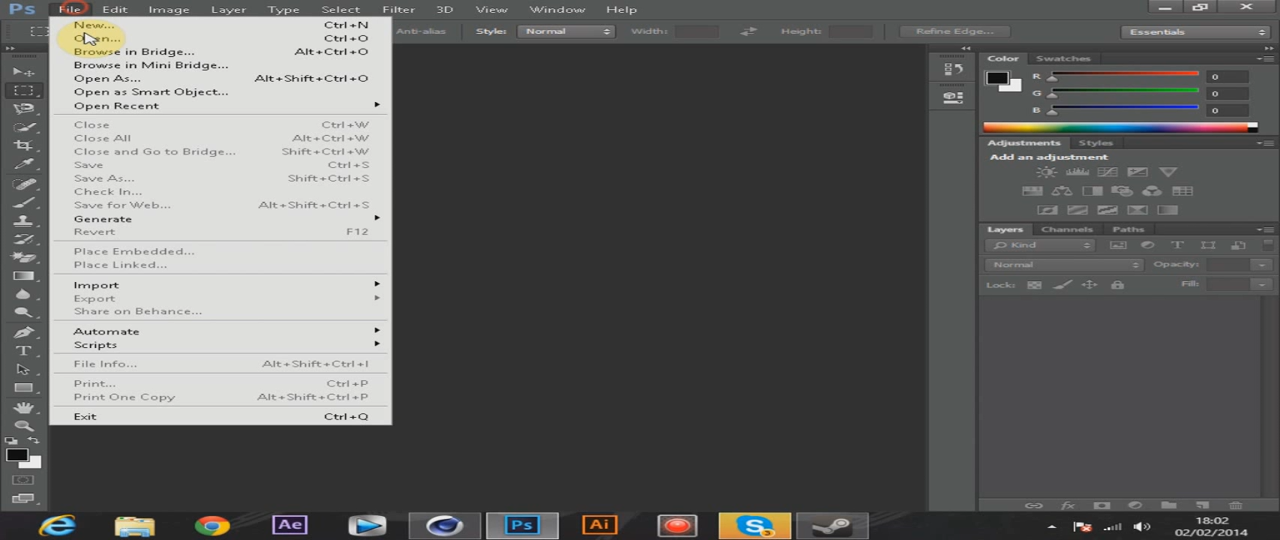 Ps File Edit Image Layer Type Select Filter 3D View Window Help
Anti-alias Style: Normal Width: Height: Refine Edge... Essentials
New... Ctrl+N
Open... Ctrl+O
Browse in Bridge... Alt+Ctrl+O
Browse in Mini Bridge...
Open As... Alt+Shift+Ctrl+O
Open as Smart Object...
Open Recent
Close Ctrl+W
Close All Alt+Ctrl+W
Close and Go to Bridge... Shift+Ctrl+W
Save Ctrl+S
Save As... Shift+Ctrl+S
Check In...
Save for Web... Alt+Shift+Ctrl+S
Generate
Revert F12
Place Embedded...
Place Linked...
Import
Export
Share on Behance...
Automate
Scripts
File Info... Alt+Shift+Ctrl+I
Print... Ctrl+P
Print One Copy Alt+Shift+Ctrl+P
Exit Ctrl+Q
Color Swatches
R 0
G 0
B 0
Adjustments Styles
Add an adjustment
Layers Channels Paths
Kind
Normal Opacity:
Lock: Fill:
Ae Ps Ai
18:02
02/02/2014